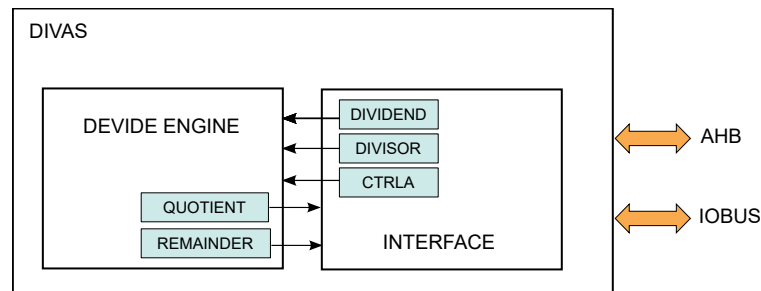 DIVAS
DEVIDE ENGINE
DIVIDEND
DIVISOR
CTRLA
QUOTIENT
REMAINDER
INTERFACE
AHB
IOBUS